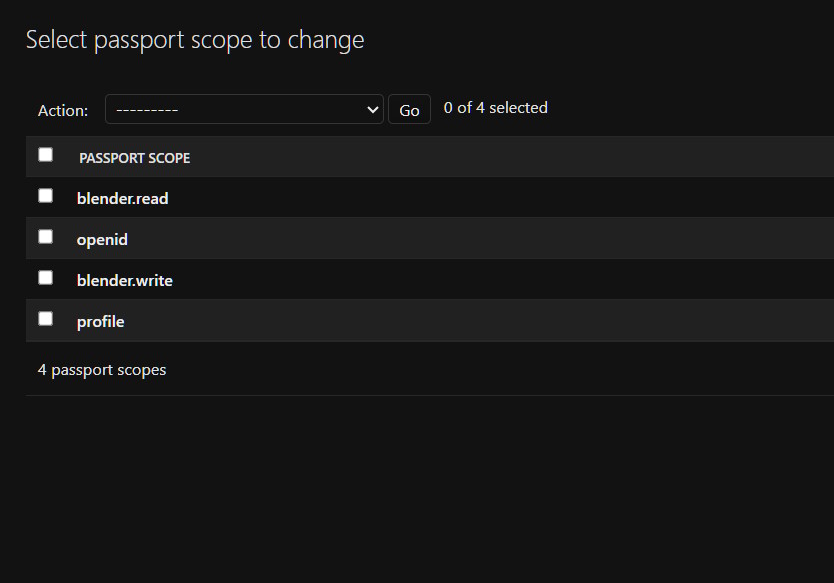 Select passport scope to change
Action: --------- Go 0 of 4 selected
PASSPORT SCOPE
blender.read
openid
blender.write
profile
4 passport scopes